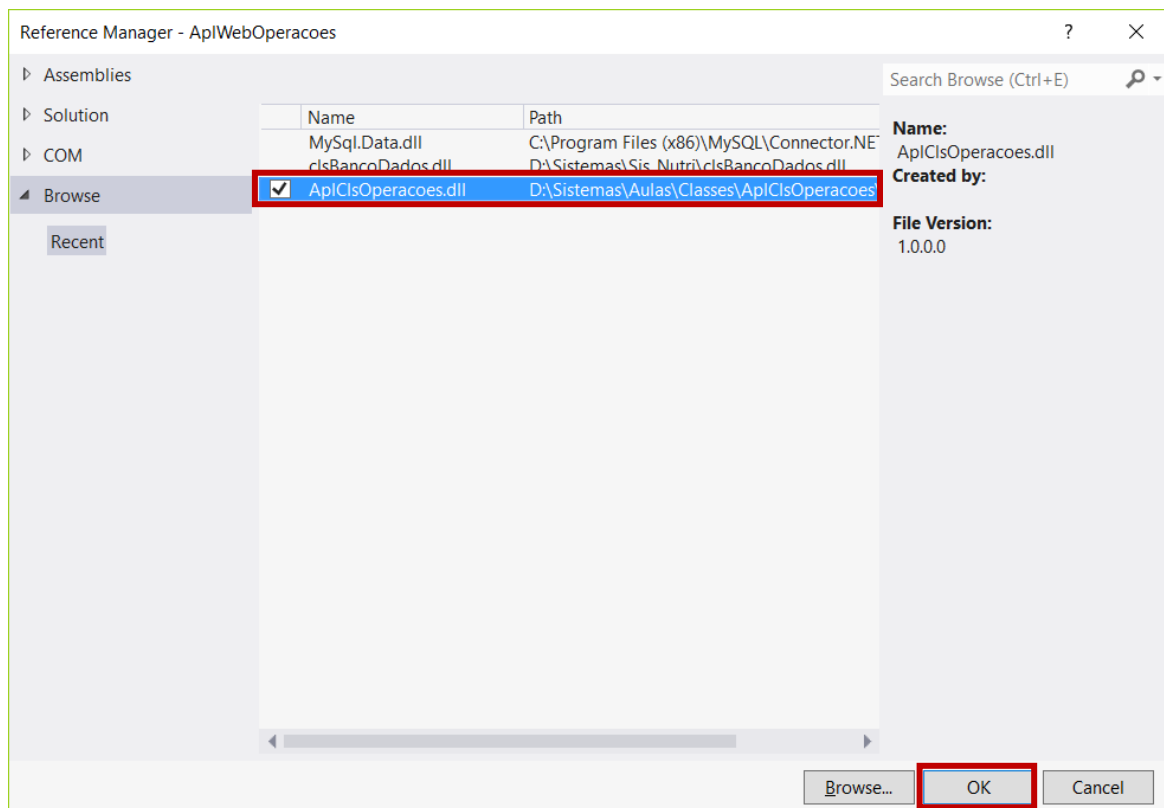 Reference Manager - AplWebOperacoes ?
Assemblies
Solution
COM
Browse
Recent
Name Path
MySql.Data.dll C:\Program Files (x86)\MySQL\Connector.NE
clsBancoDados.dll D:\Sistemas\Sis_Nutri\clsBancoDados.dll
AplClsOperacoes.dll D:\Sistemas\Aulas\Classes\AplClsOperacoes\
Search Browse (Ctrl+E)
Name:
AplClsOperacoes.dll
Created by:
File Version:
1.0.0.0
Browse... OK Cancel